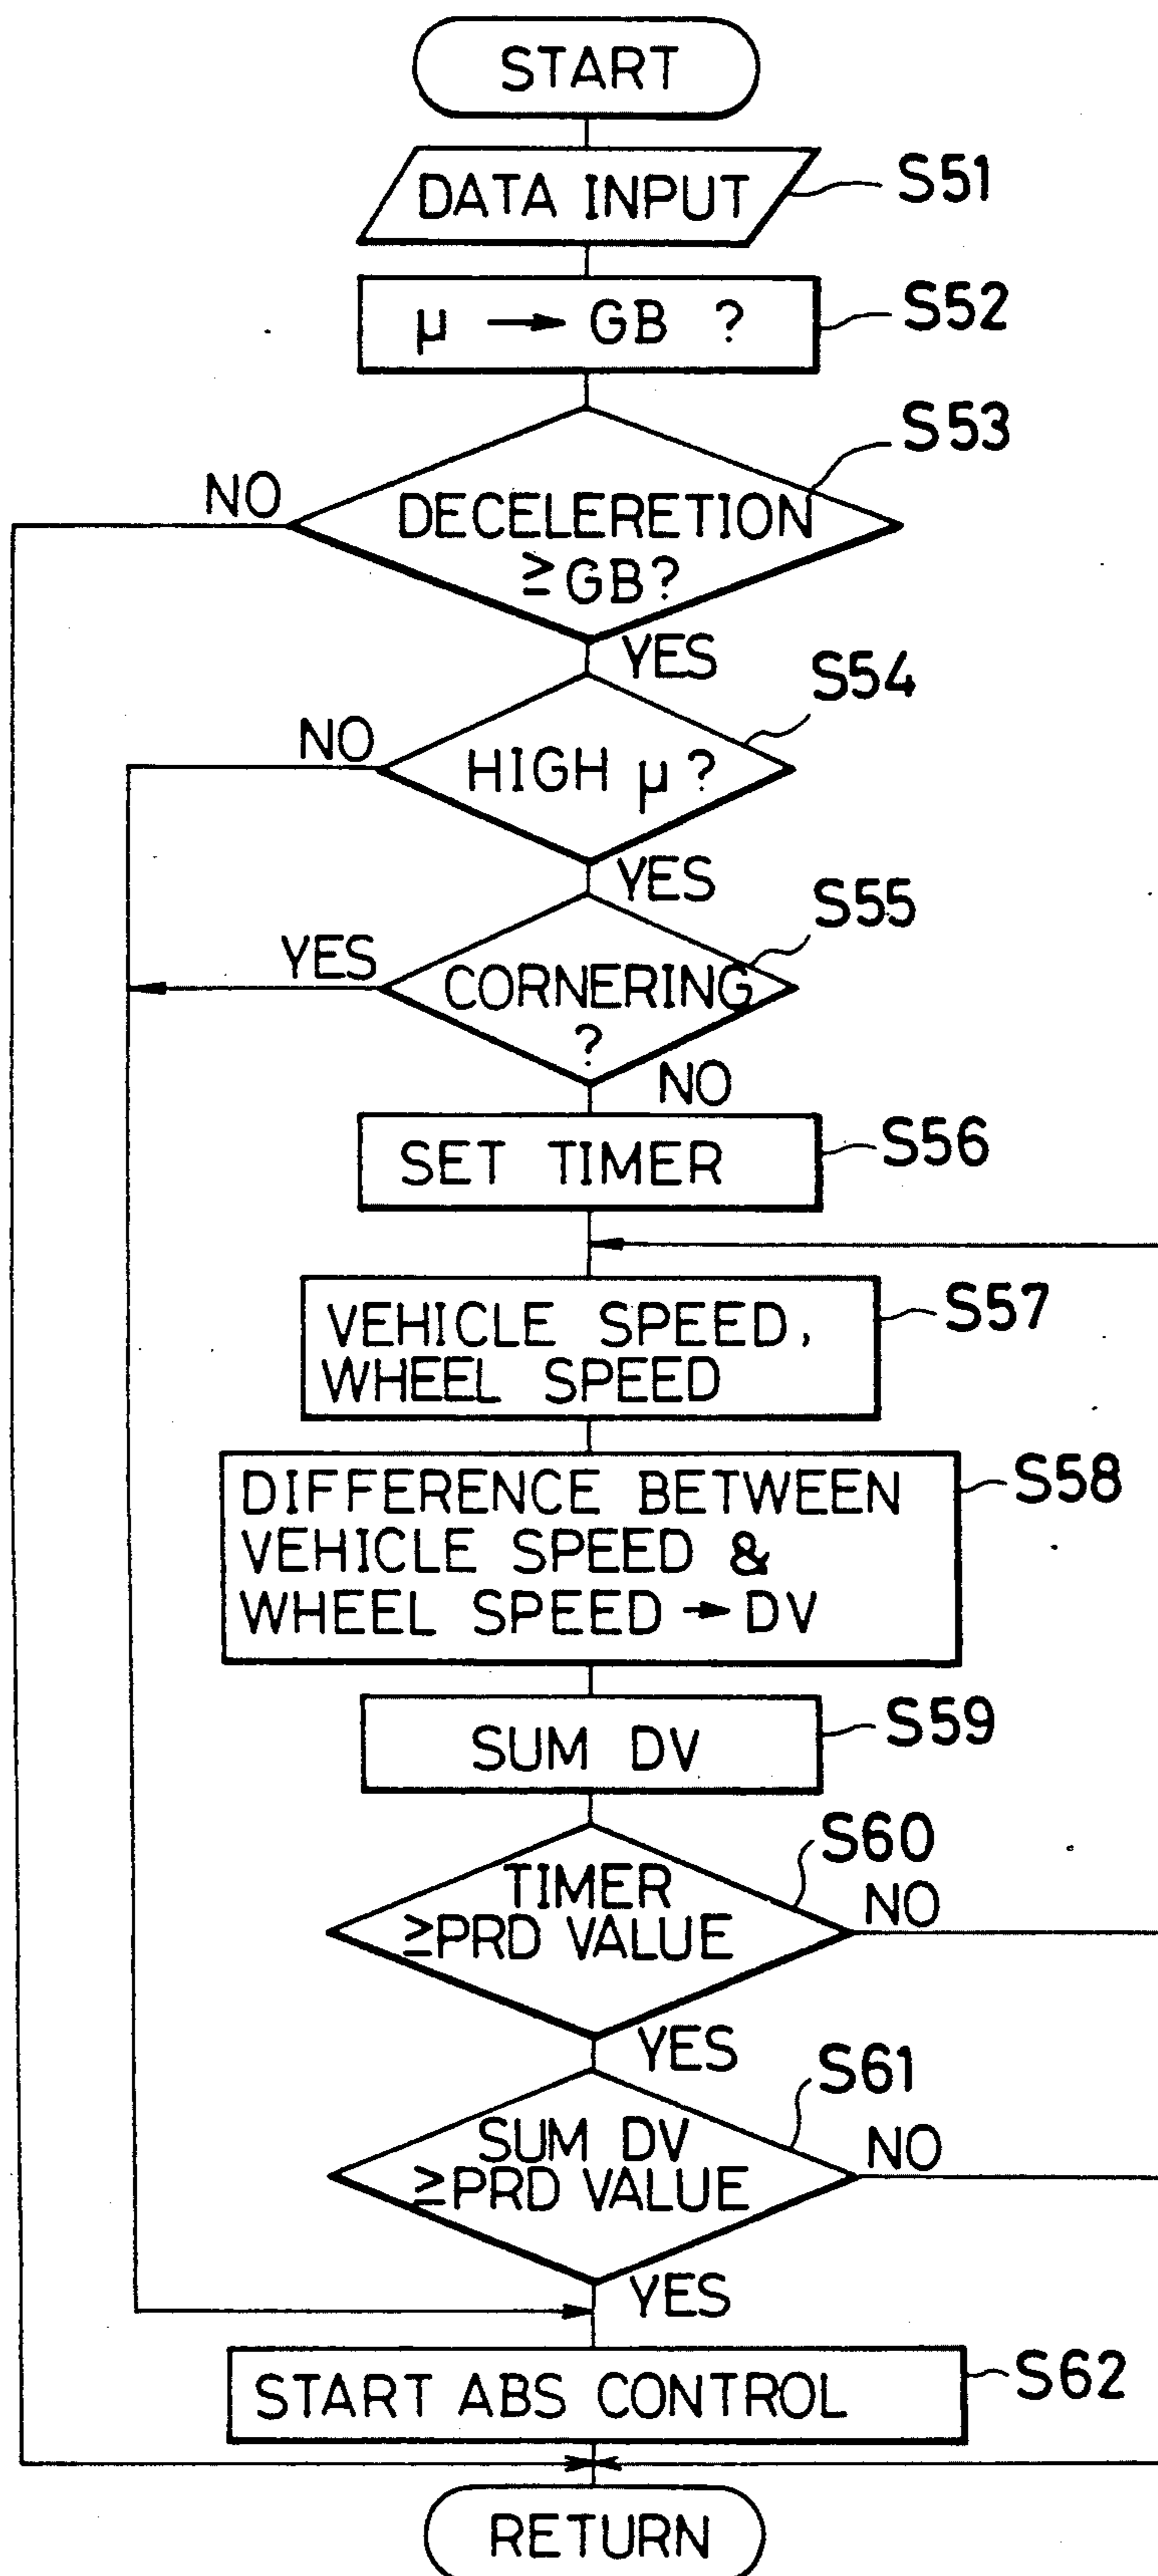 START
DATA INPUT
S51
μ → GB ?
S52
S53
NO
DECELERETION
≥GB?
YES
S54
NO
HIGH μ ?
YES
S55
YES
CORNERING
?
NO
SET TIMER
S56
VEHICLE SPEED,
WHEEL SPEED
S57
DIFFERENCE BETWEEN
VEHICLE SPEED &
WHEEL SPEED → DV
S58
SUM DV
S59
S60
TIMER
≥PRD VALUE
NO
YES
S61
SUM DV
≥PRD VALUE
NO
YES
START ABS CONTROL
S62
RETURN